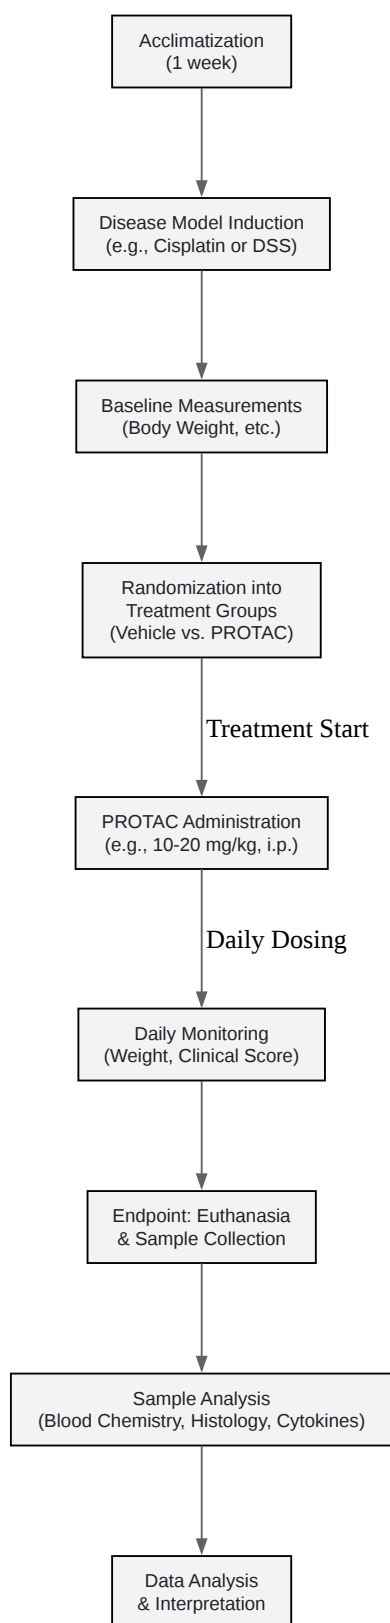 Acclimatization
(1 week)
Disease Model Induction
(e.g., Cisplatin or DSS)
Baseline Measurements
(Body Weight, etc.)
Randomization into
Treatment Groups
(Vehicle vs. PROTAC)
Treatment Start
PROTAC Administration
(e.g., 10-20 mg/kg, i.p.)
Daily Dosing
Daily Monitoring
(Weight, Clinical Score)
Endpoint: Euthanasia
& Sample Collection
Sample Analysis
(Blood Chemistry, Histology, Cytokines)
Data Analysis
& Interpretation